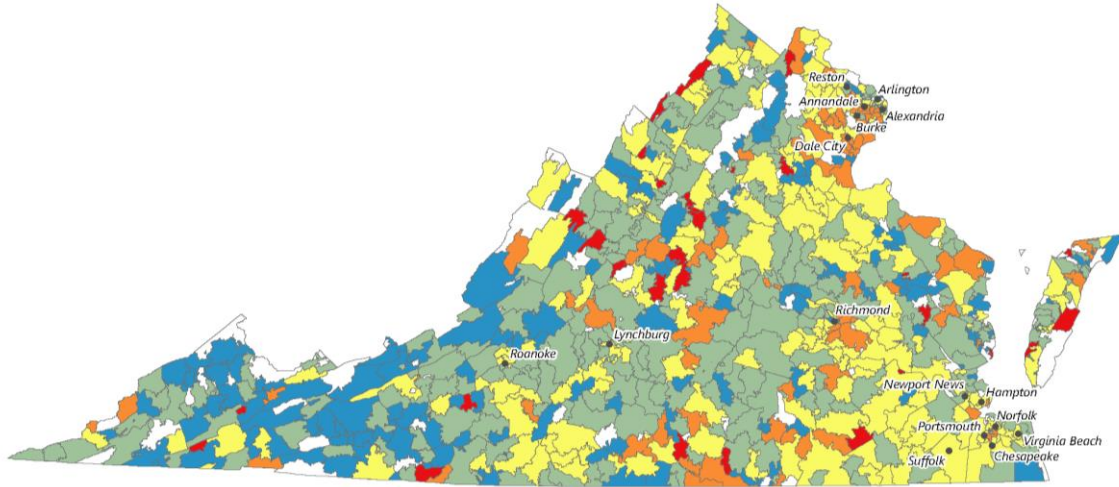 Reston
Arlington
Annandale
Alexandria
Burke
Dale City
Richmond
Lynchburg
Roanoke
Newport News
Hampton
Norfolk
Portsmouth
Virginia Beach
Chesapeake
Suffolk